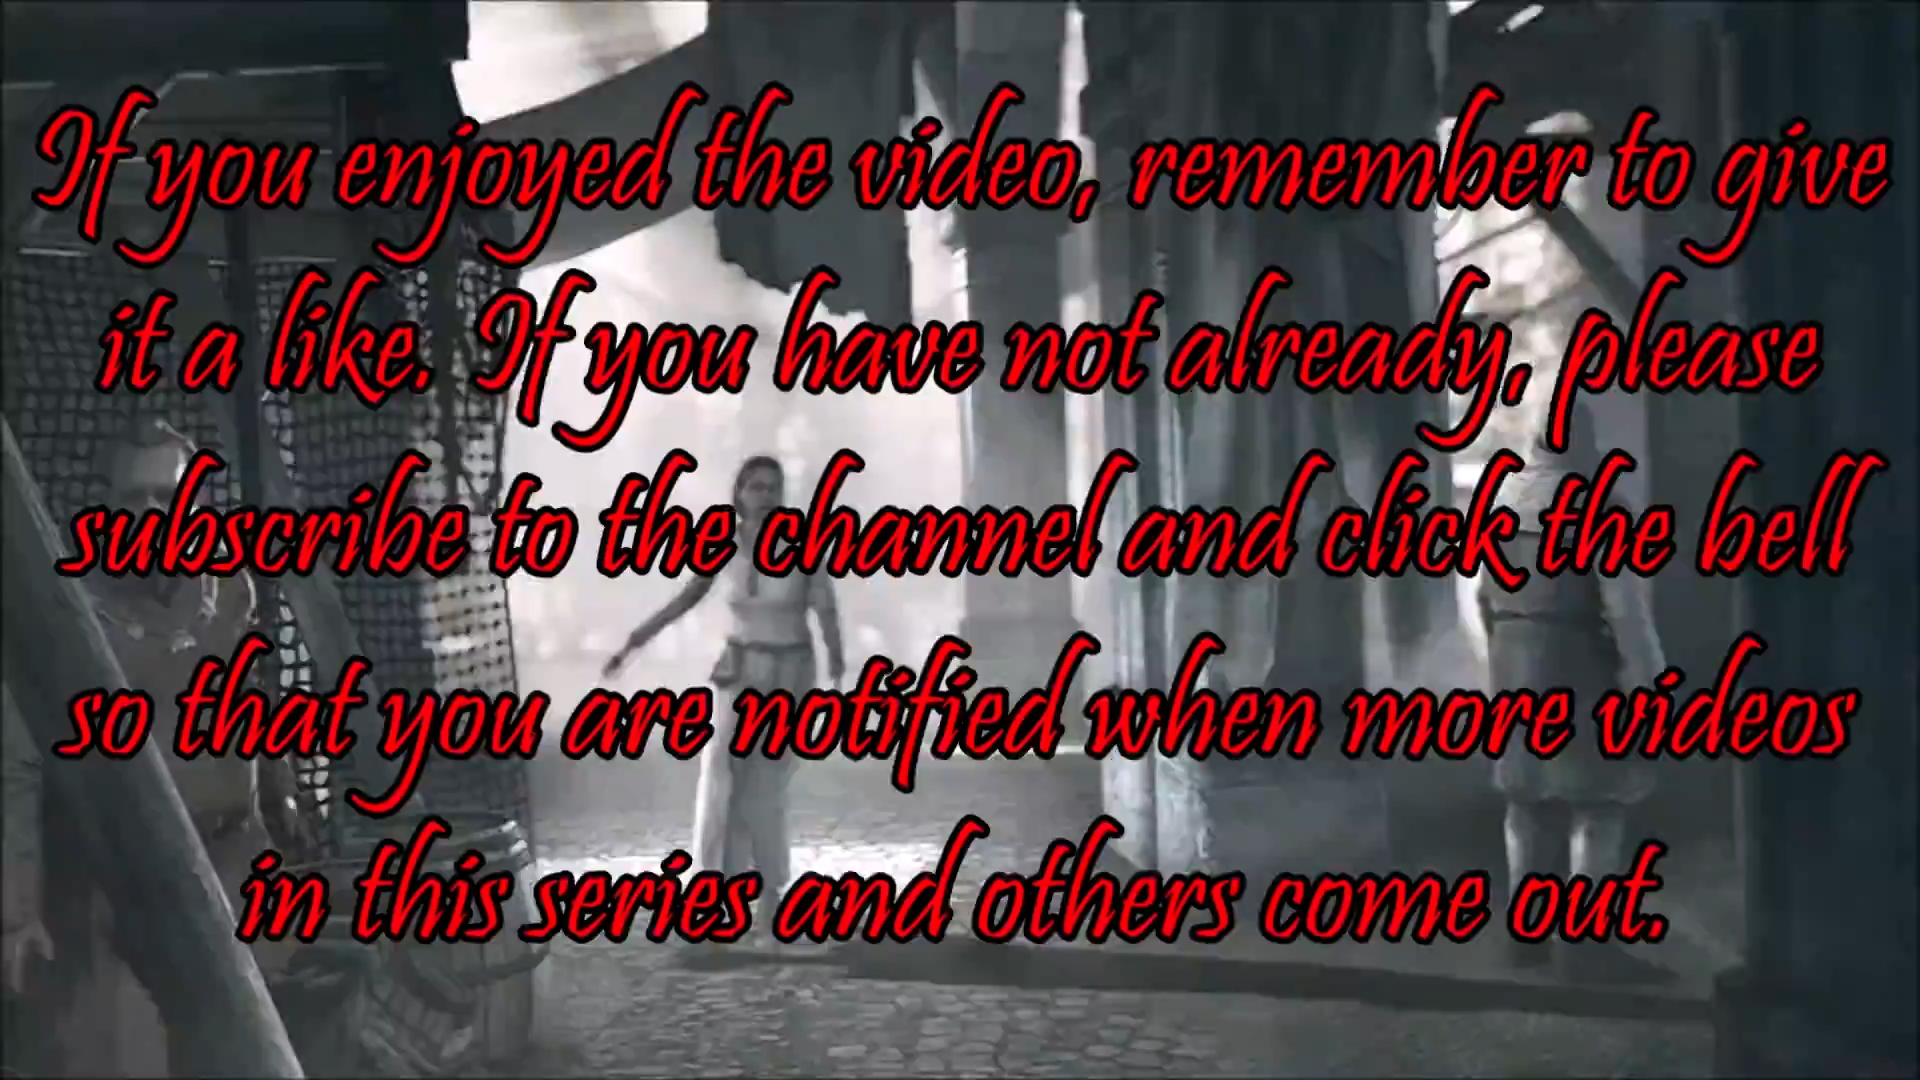 If you enjoyed the video, remember to give
it a like. If you have not already, please
subscribe to the channel and click the bell
so that you are notified when more videos
in this series and others come out.